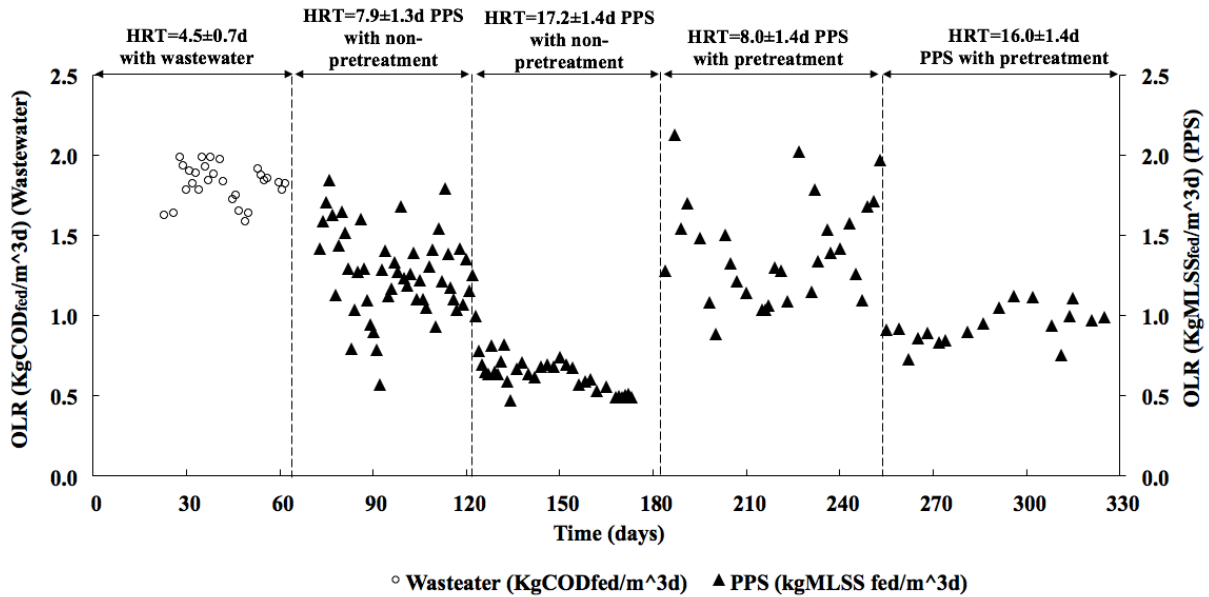 HRT=4.5±0.7d
with wastewater
HRT=7.9±1.3d PPS
with non-
pretreatment
HRT=17.2±1.4d PPS
with non-
pretreatment
HRT=8.0±1.4d PPS
with pretreatment
HRT=16.0±1.4d
PPS with pretreatment
OLR (KgCODfed/m^3d) (Wastewater)
2.5
2.0
1.5
1.0
0.5
0.0
2.5
2.0
1.5
1.0
0.5
0.0
OLR (KgMLSSfed/m^3d) (PPS)
0 30 60 90 120 150 180 210 240 270 300 330
Time (days)
Wasteater (KgCODfed/m^3d) PPS (kgMLSS fed/m^3d)